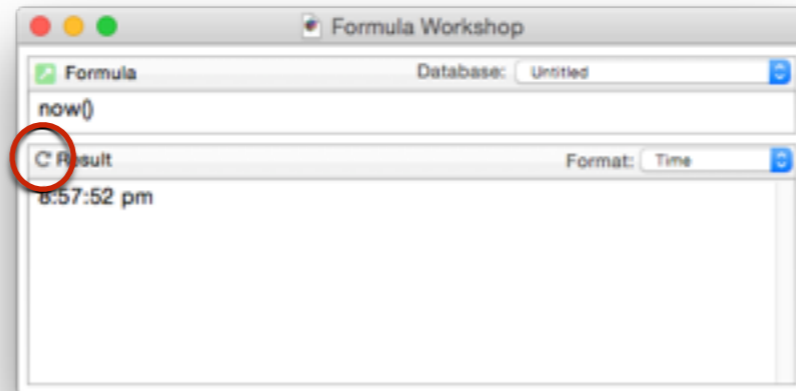 Formula Workshop
Formula Database: Untitled
now()
Result Format: Time
8:57:52 pm